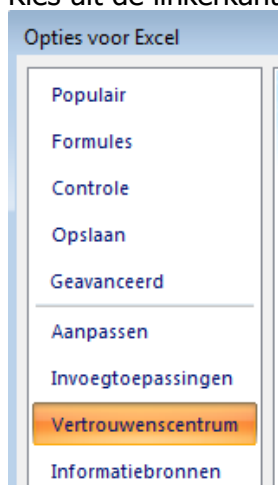 Kies uit de linkerkant
Opties voor Excel
Populair
Formules
Controle
Opslaan
Geavanceerd
Aanpassen
Invoegtoepassingen
Vertrouwenscentrum
Informatiebronnen